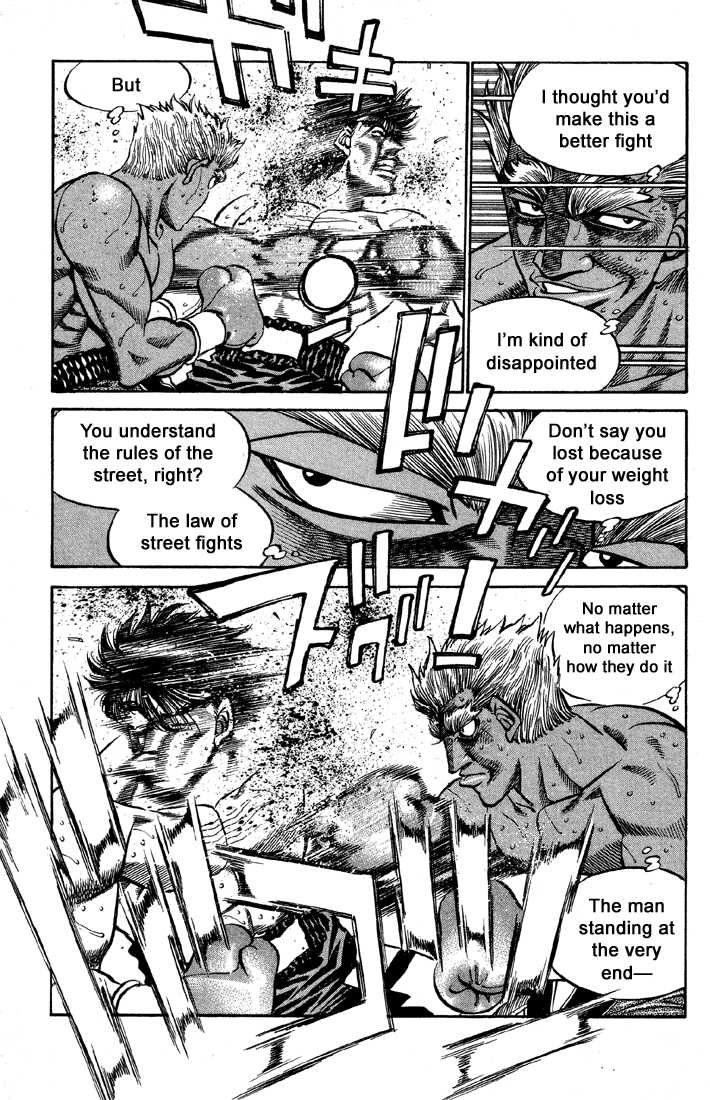 I thought you'd
make this a
better fight
I'm kind of
disappointed
But
Don't say you
lost because
of your weight
loss
You understand
the rules of the
street, right?
The law of
street fights
No matter
what happens,
no matter
how they do it
The man
standing at
the very
end—